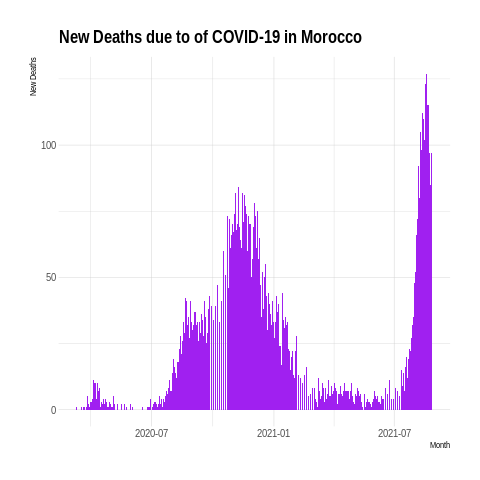 New Deaths due to of COVID-19 in Morocco
New Deaths
100
50
0
2020-07
2021-01
2021-07
Month